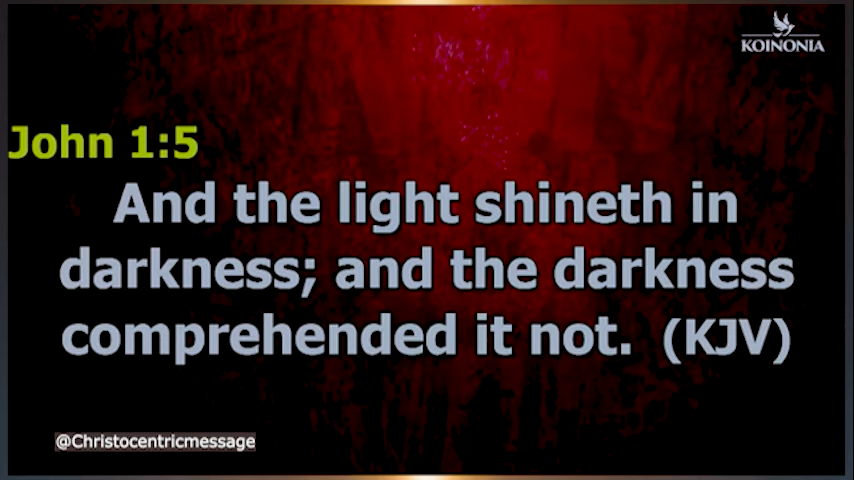 KOINONIA
John 1:5
And the light shineth in
darkness; and the darkness
comprehended it not. (KJV)
@Christocentricmessage